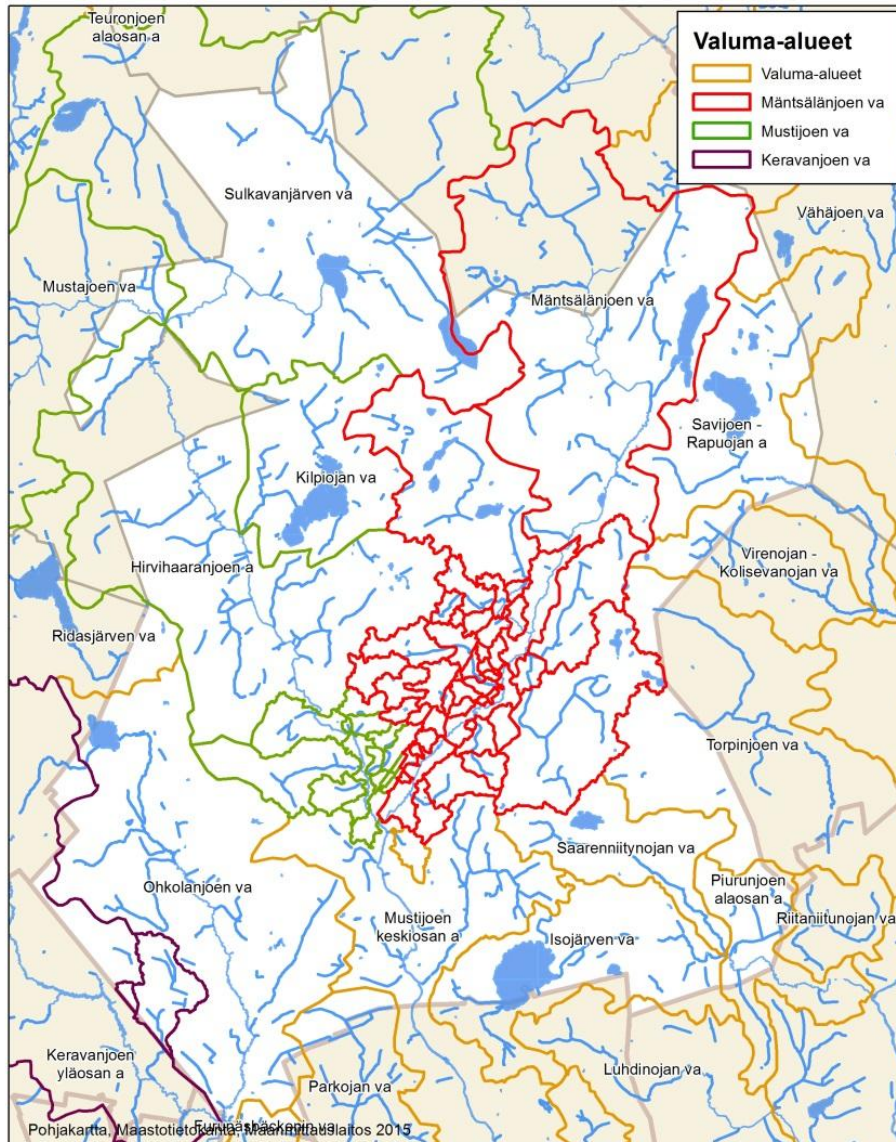 Teuronjoen
alaosan a
Valuma-alueet
Valuma-alueet
Mäntsälänjoen va
Mustijoen va
Keravanjoen va
Sulkavanjärven va
Vähäjoen va
Mustajoen va
Mäntsälänjoen va
Savijoen -
Rapuojan a
Kilpiojan va
Hirvihaaranjoen a
Virenojan -
Kolisevanojan va
Ridasjärven va
Torpinjoen va
Saarenniitynojan va
Ohkolanjoen va
Mustijoen
keskiosan a
Piurunjoen
alaosan a
Riitaniitunojan va
Isojärven va
Keravanjoen
yläosan a
Parkojan va
Luhdinojan va
Furunäsbäckenin va
Pohjakartta, Maastotietokanta, Maanmittauslaitos 2015